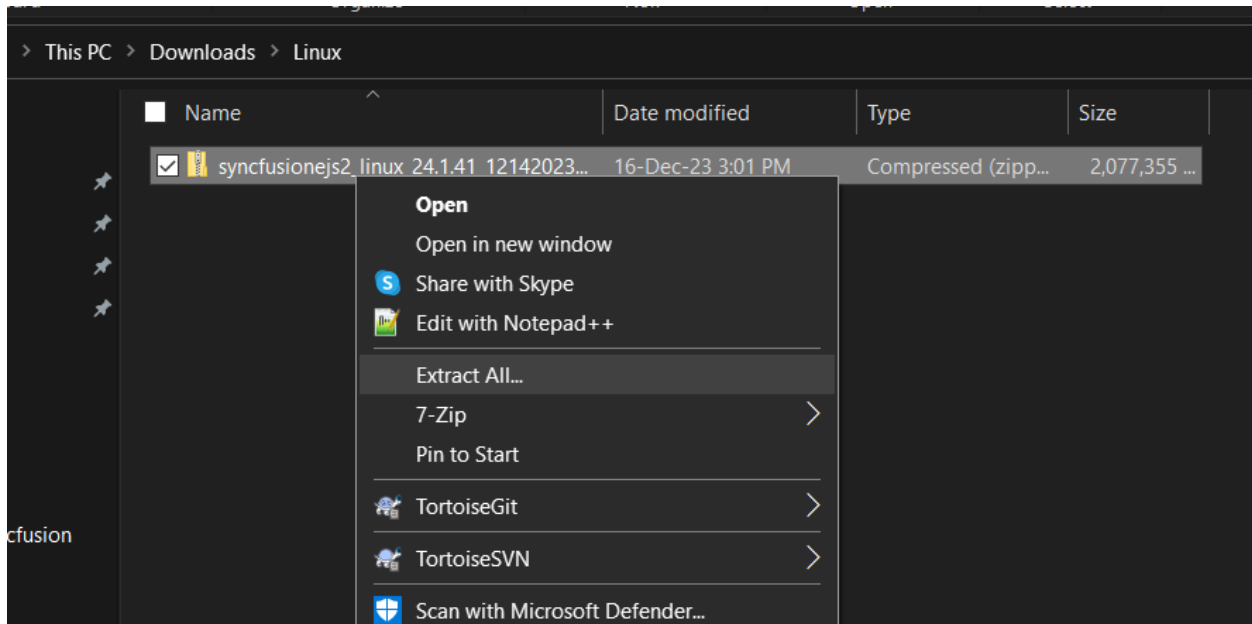 This PC > Downloads > Linux
Name Date modified Type Size
syncfusionejs2_linux_24.1.41_12142023... 16-Dec-23 3:01 PM Compressed (zipp... 2,077,355 ...
Open
Open in new window
Share with Skype
Edit with Notepad++
Extract All...
7-Zip
Pin to Start
TortoiseGit
cfusion
TortoiseSVN
Scan with Microsoft Defender...